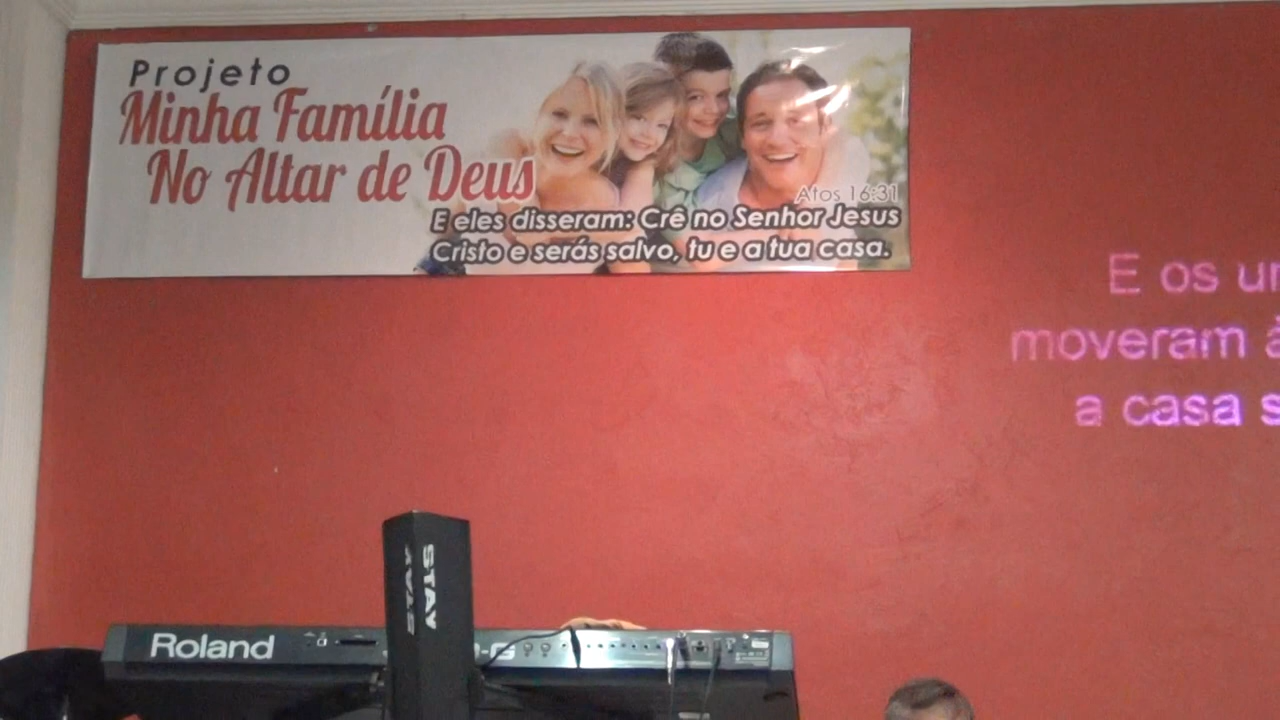 Projeto
Minha Família
No Altar de Deus
Atos 16:31
E eles disseram: Crê no Senhor Jesus
Cristo e serás salvo, tu e a tua casa.
E os
moveram
a casa
STAY
STAY
Roland